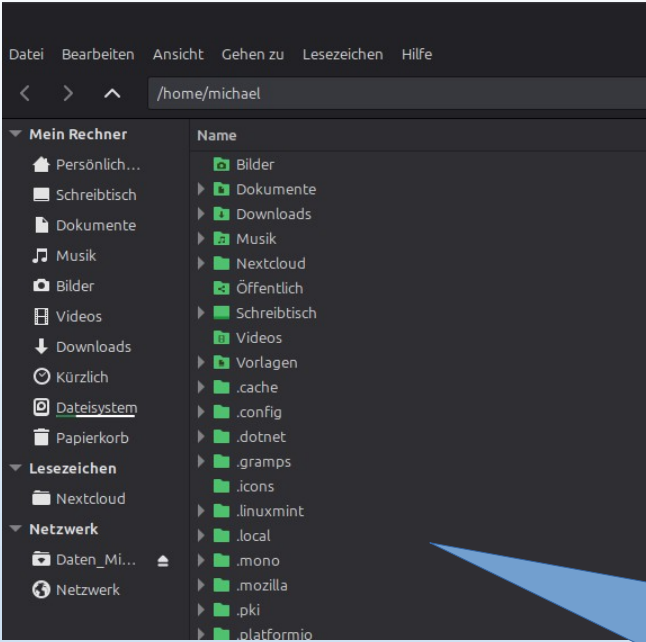 Datei Bearbeiten Ansicht Gehen zu Lesezeichen Hilfe
/home/michael
Mein Rechner
Persönlich...
Schreibtisch
Dokumente
Musik
Bilder
Videos
Downloads
Kürzlich
Dateisystem
Papierkorb
Lesezeichen
Nextcloud
Netzwerk
Daten_Mi...
Netzwerk
Name
Bilder
Dokumente
Downloads
Musik
Nextcloud
Öffentlich
Schreibtisch
Videos
Vorlagen
.cache
.config
.dotnet
.gramps
.icons
.linuxmint
.local
.mono
.mozilla
.pki
.platformio